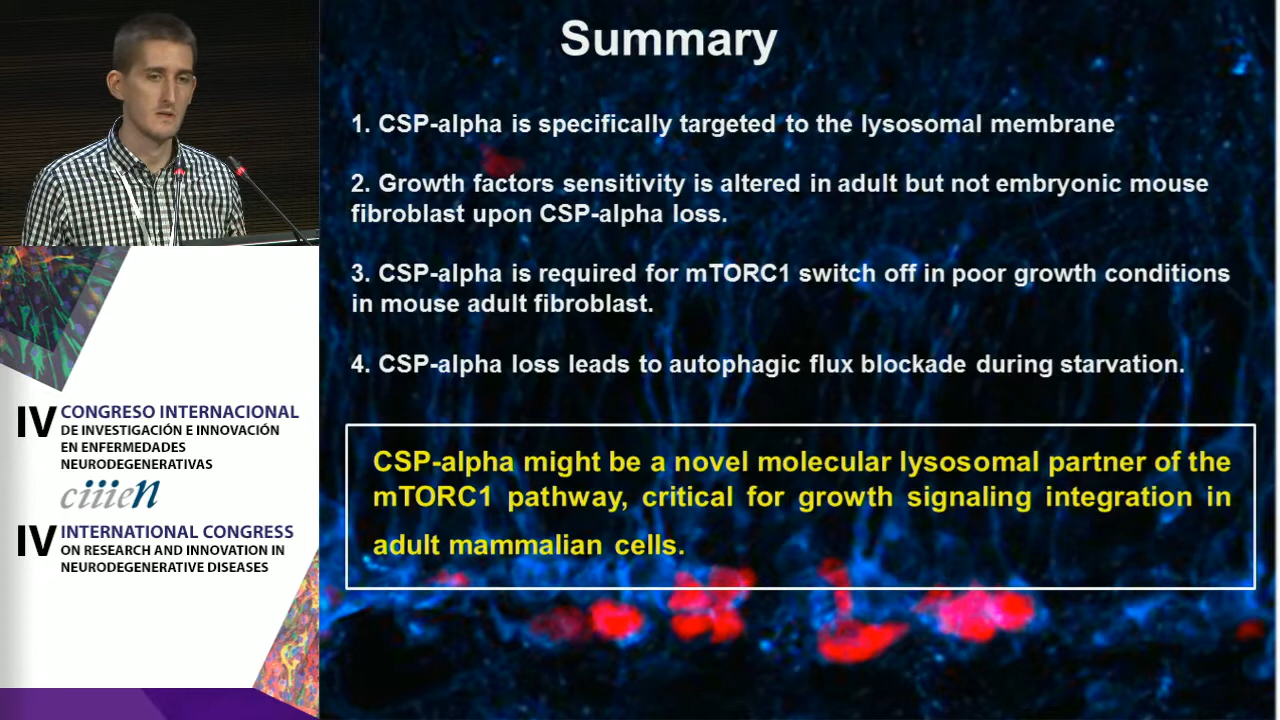 Summary
1. CSP-alpha is specifically targeted to the lysosomal membrane
2. Growth factors sensitivity is altered in adult but not embryonic mouse
fibroblast upon CSP-alpha loss.
3. CSP-alpha is required for mTORC1 switch off in poor growth conditions
in mouse adult fibroblast.
4. CSP-alpha loss leads to autophagic flux blockade during starvation.
CSP-alpha might be a novel molecular lysosomal partner of the
mTORC1 pathway, critical for growth signaling integration in
adult mammalian cells.
IV CONGRESO INTERNACIONAL
DE INVESTIGACIÓN E INNOVACIÓN
EN ENFERMEDADES
NEURODEGENERATIVAS
ciiien
IV INTERNATIONAL CONGRESS
ON RESEARCH AND INNOVATION IN
NEURODEGENERATIVE DISEASES